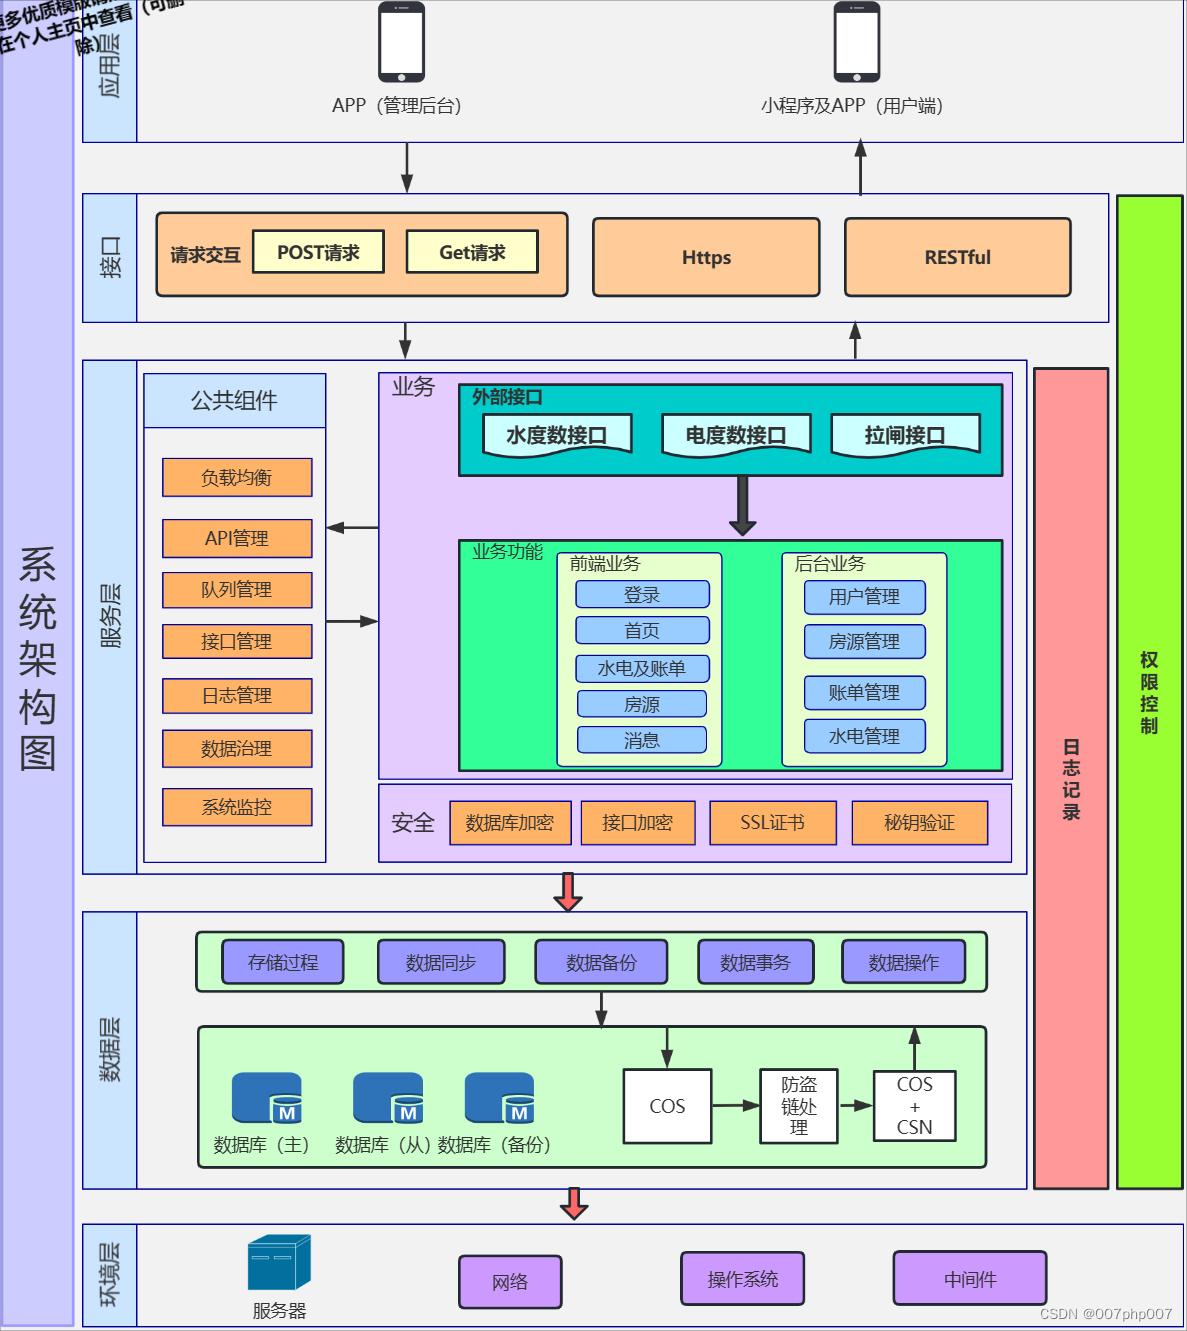 更多优质模版请
在个人主页中查看（可删
除）
系统架构图
应用层
APP（管理后台）
小程序及APP（用户端）
接口
请求交互
POST请求
Get请求
Https
RESTful
服务层
公共组件
负载均衡
API管理
队列管理
接口管理
日志管理
数据治理
系统监控
业务
外部接口
水度数接口
电度数接口
拉闸接口
业务功能
前端业务
登录
首页
水电及账单
房源
消息
后台业务
用户管理
房源管理
账单管理
水电管理
安全
数据库加密
接口加密
SSL证书
秘钥验证
日志记录
权限控制
数据层
存储过程
数据同步
数据备份
数据事务
数据操作
M
数据库（主）
M
数据库（从）
M
数据库（备份）
COS
防盗
链处
理
COS
+
CSN
环境层
服务器
网络
操作系统
中间件
CSDN @007php007